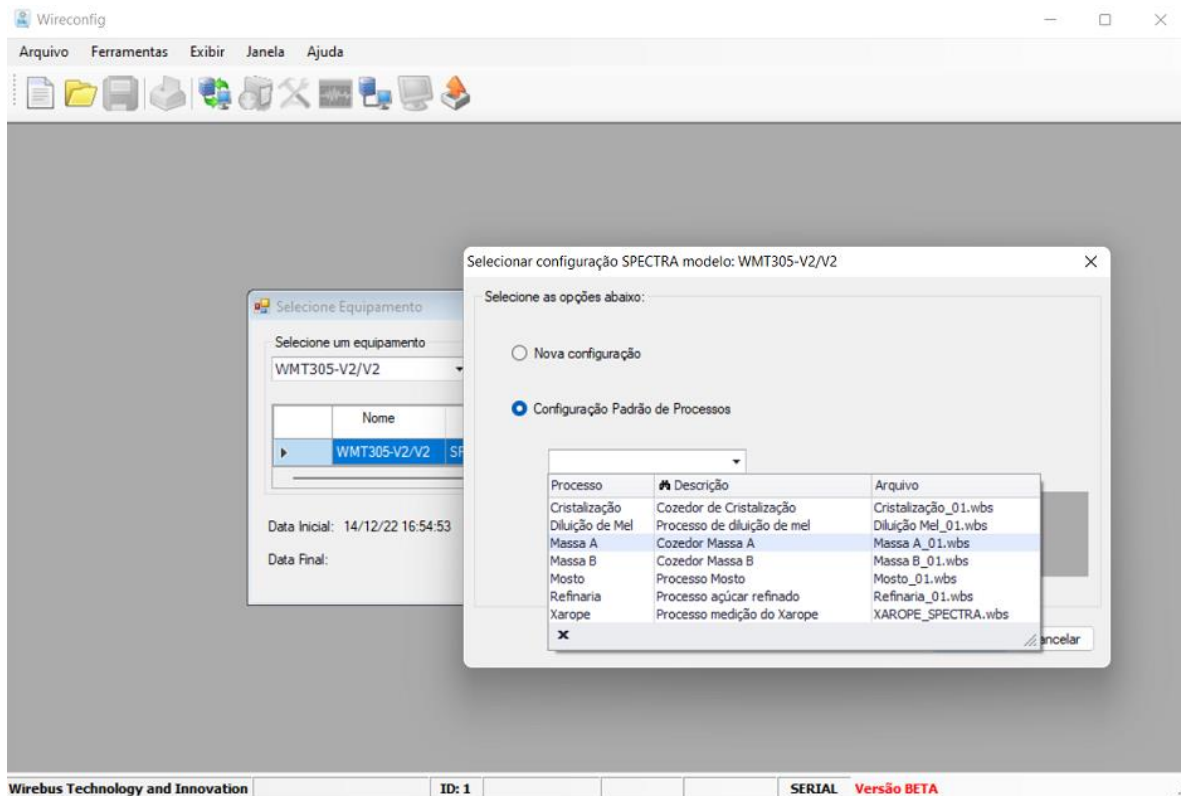 Wireconfig
Arquivo Ferramentas Exibir Janela Ajuda
Selecionar configuração SPECTRA modelo: WMT305-V2/V2
Selecione as opções abaixo:
Nova configuração
Configuração Padrão de Processos
Processo Descrição Arquivo
Cristalização Cozedor de Cristalização Cristalização_01.wbs
Diluição de Mel Processo de diluição de mel Diluição Mel_01.wbs
Massa A Cozedor Massa A Massa A_01.wbs
Massa B Cozedor Massa B Massa B_01.wbs
Mosto Processo Mosto Mosto_01.wbs
Refinaria Processo açúcar refinado Refinaria_01.wbs
Xarope Processo medição do Xarope XAROPE_SPECTRA.wbs
ancelar
Selecione Equipamento
Selecione um equipamento
WMT305-V2/V2
Nome
WMT305-V2/V2 SP
Data Inicial: 14/12/22 16:54:53
Data Final:
Wirebus Technology and Innovation ID: 1 SERIAL Versão BETA